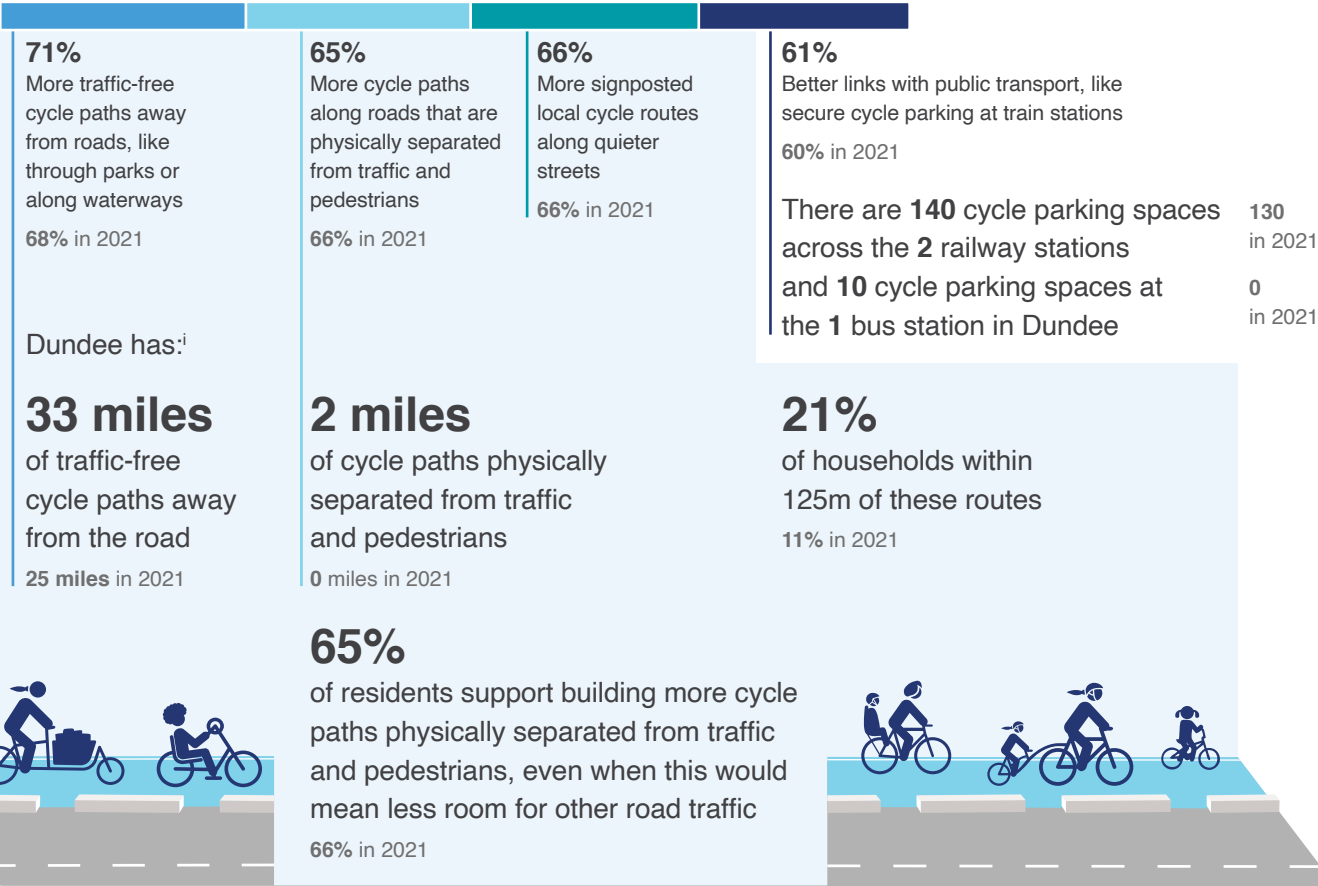 71%
More traffic-free
cycle paths away
from roads, like
through parks or
along waterways
68% in 2021
65%
More cycle paths
along roads that are
physically separated
from traffic and
pedestrians
66% in 2021
66%
More signposted
local cycle routes
along quieter
streets
66% in 2021
61%
Better links with public transport, like
secure cycle parking at train stations
60% in 2021
There are 140 cycle parking spaces
across the 2 railway stations
and 10 cycle parking spaces at
the 1 bus station in Dundee
130
in 2021
0
in 2021
Dundee has:i
33 miles
of traffic-free
cycle paths away
from the road
25 miles in 2021
2 miles
of cycle paths physically
separated from traffic
and pedestrians
0 miles in 2021
21%
of households within
125m of these routes
11% in 2021
65%
of residents support building more cycle
paths physically separated from traffic
and pedestrians, even when this would
mean less room for other road traffic
66% in 2021